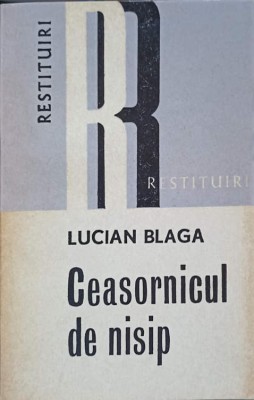 RESTITUIRI
R
RESTITUIRI
LUCIAN BLAGA
Ceasornicul
de nisip